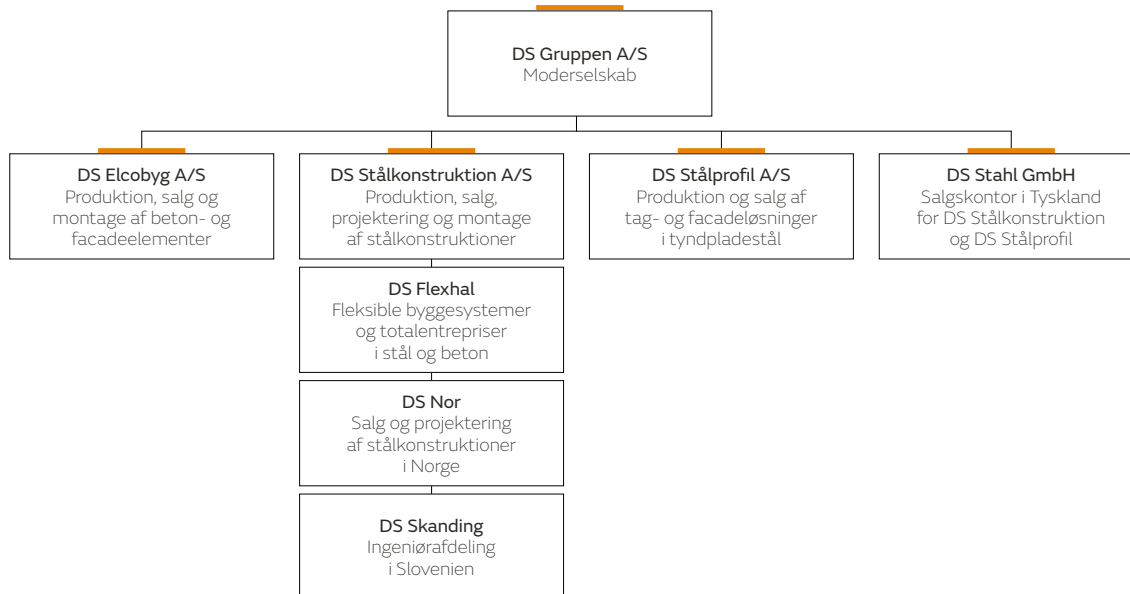 DS Gruppen A/S
Moderselskab
DS Elcobyg A/S
Produktion, salg og
montage af beton- og
facadeelementer
DS Stålkonstruktion A/S
Produktion, salg,
projektering og montage
af stålkonstruktioner
DS Stålprofil A/S
Produktion og salg af
tag- og facadeløsninger
i tyndpladestål
DS Stahl GmbH
Salgskontor i Tyskland
for DS Stålkonstruktion
og DS Stålprofil
DS Flexhal
Fleksible byggesystemer
og totalentrepriser
i stål og beton
DS Nor
Salg og projektering
af stålkonstruktioner
i Norge
DS Skanding
Ingeniørafdeling
i Slovenien